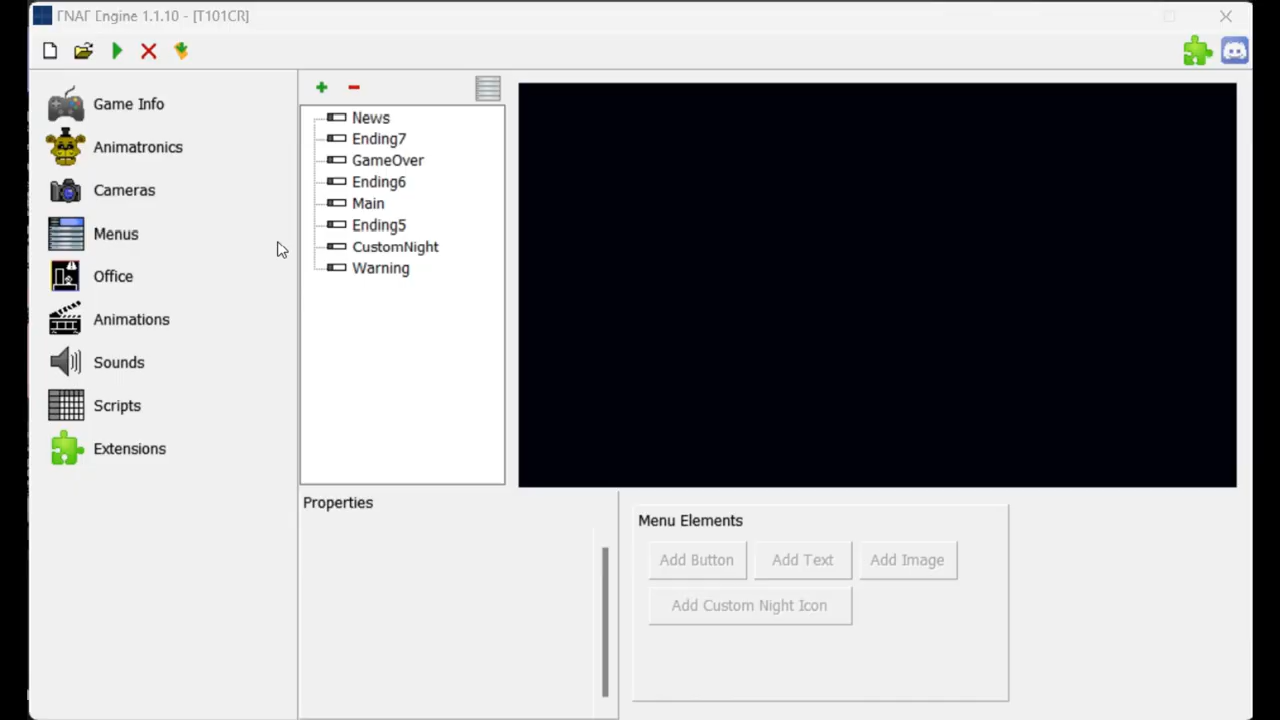 ГNAГ Engine 1.1.10 - [T101CR]
Game Info
Animatronics
Cameras
Menus
Office
Animations
Sounds
Scripts
Extensions
News
Ending7
GameOver
Ending6
Main
Ending5
CustomNight
Warning
Properties
Menu Elements
Add Button
Add Text
Add Image
Add Custom Night Icon